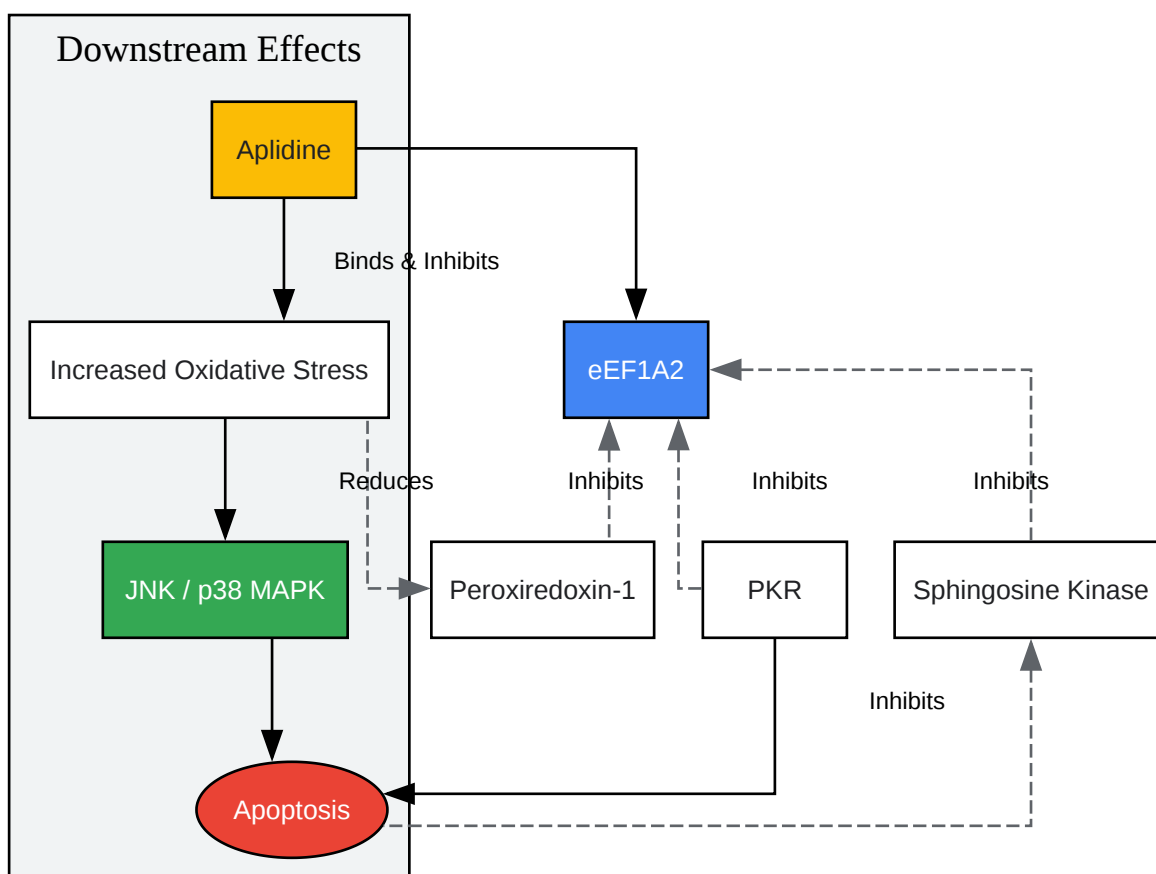 Downstream Effects
Aplidine
Binds & Inhibits
Increased Oxidative Stress
eEF1A2
Reduces
Inhibits
Inhibits
Inhibits
JNK / p38 MAPK
Peroxiredoxin-1
PKR
Sphingosine Kinase
Inhibits
Apoptosis